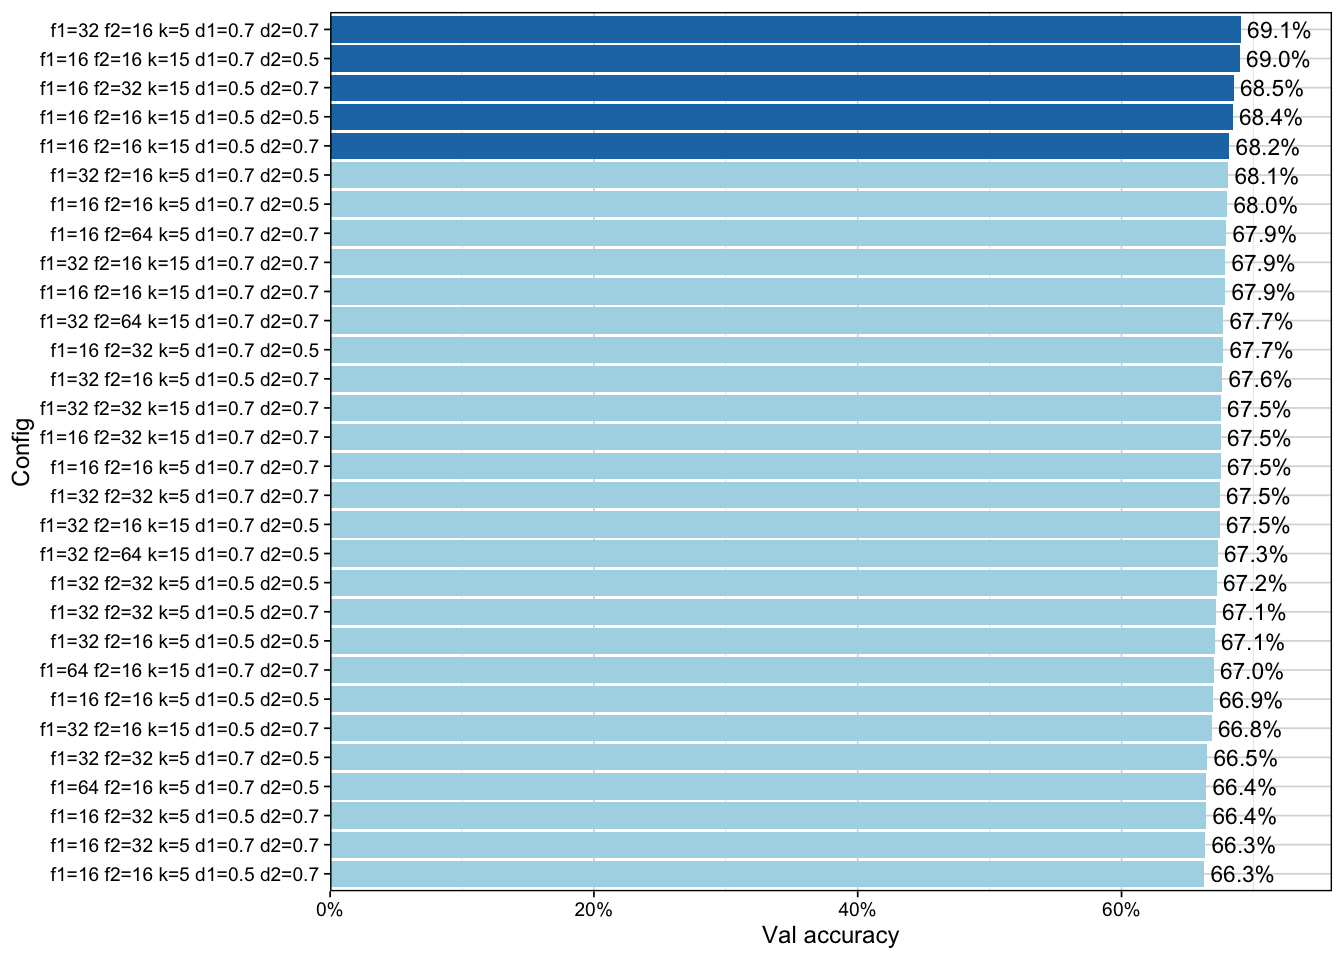 f1=32 f2=16 k=5 d1=0.7 d2=0.7 69.1%
f1=16 f2=16 k=15 d1=0.7 d2=0.5 69.0%
f1=16 f2=32 k=15 d1=0.5 d2=0.7 68.5%
f1=16 f2=16 k=15 d1=0.5 d2=0.5 68.4%
f1=16 f2=16 k=15 d1=0.5 d2=0.7 68.2%
f1=32 f2=16 k=5 d1=0.7 d2=0.5 68.1%
f1=16 f2=16 k=5 d1=0.7 d2=0.5 68.0%
f1=16 f2=64 k=5 d1=0.7 d2=0.7 67.9%
f1=32 f2=16 k=15 d1=0.7 d2=0.7 67.9%
f1=16 f2=16 k=15 d1=0.7 d2=0.7 67.9%
f1=32 f2=64 k=15 d1=0.7 d2=0.7 67.7%
f1=16 f2=32 k=5 d1=0.7 d2=0.5 67.7%
f1=32 f2=16 k=5 d1=0.5 d2=0.7 67.6%
f1=32 f2=32 k=15 d1=0.7 d2=0.7 67.5%
f1=16 f2=32 k=15 d1=0.7 d2=0.7 67.5%
f1=16 f2=16 k=5 d1=0.7 d2=0.7 67.5%
f1=32 f2=32 k=5 d1=0.7 d2=0.7 67.5%
f1=32 f2=16 k=15 d1=0.7 d2=0.5 67.5%
f1=32 f2=64 k=15 d1=0.7 d2=0.5 67.3%
f1=32 f2=32 k=5 d1=0.5 d2=0.5 67.2%
f1=32 f2=32 k=5 d1=0.5 d2=0.7 67.1%
f1=32 f2=16 k=5 d1=0.5 d2=0.5 67.1%
f1=64 f2=16 k=15 d1=0.7 d2=0.7 67.0%
f1=16 f2=16 k=5 d1=0.5 d2=0.5 66.9%
f1=32 f2=16 k=15 d1=0.5 d2=0.7 66.8%
f1=32 f2=32 k=5 d1=0.7 d2=0.5 66.5%
f1=64 f2=16 k=5 d1=0.7 d2=0.5 66.4%
f1=16 f2=32 k=5 d1=0.5 d2=0.7 66.4%
f1=16 f2=32 k=5 d1=0.7 d2=0.7 66.3%
f1=16 f2=16 k=5 d1=0.5 d2=0.7 66.3%
Config
0% 20% 40% 60%
Val accuracy